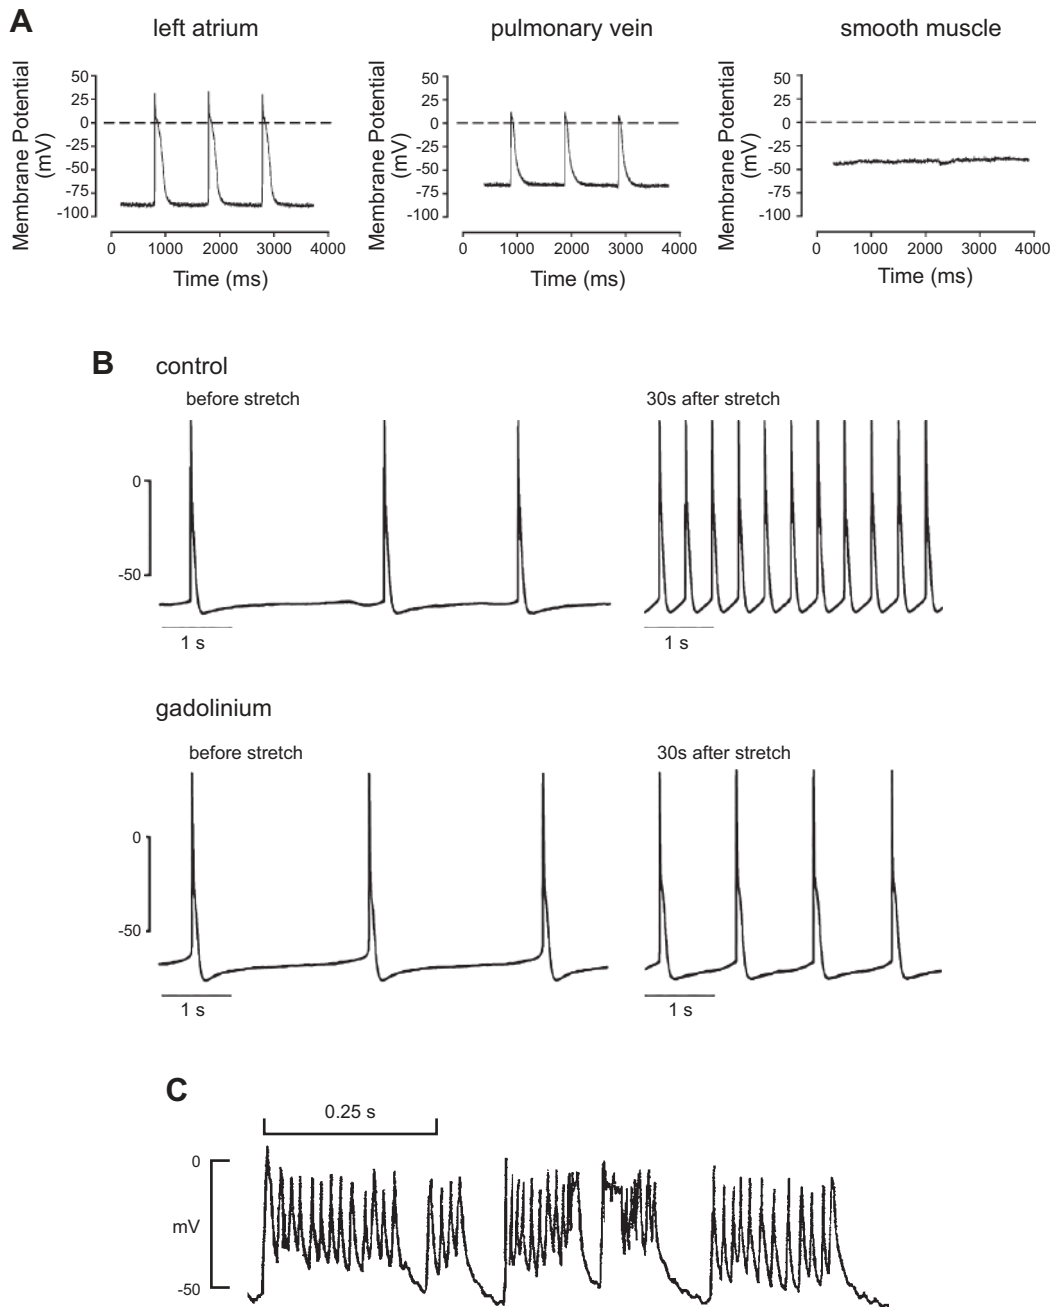 A
left atrium
pulmonary vein
smooth muscle
Membrane Potential
(mV)
50
25
0
-25
-50
-75
-100
0 1000 2000 3000 4000
Time (ms)
Membrane Potential
(mV)
50
25
0
-25
-50
-75
-100
0 1000 2000 3000 4000
Time (ms)
Membrane Potential
(mV)
50
25
0
-25
-50
-75
-100
0 1000 2000 3000 4000
Time (ms)
B
control
before stretch
30s after stretch
0
-50
1 s
1 s
gadolinium
before stretch
30s after stretch
0
-50
1 s
1 s
C
0.25 s
0
mV
-50